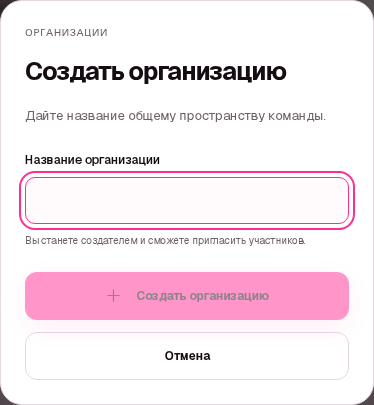 ОРГАНИЗАЦИИ
Создать организацию
Дайте название общему пространству команды.
Название организации
Вы станете создателем и сможете пригласить участников.
Создать организацию
Отмена